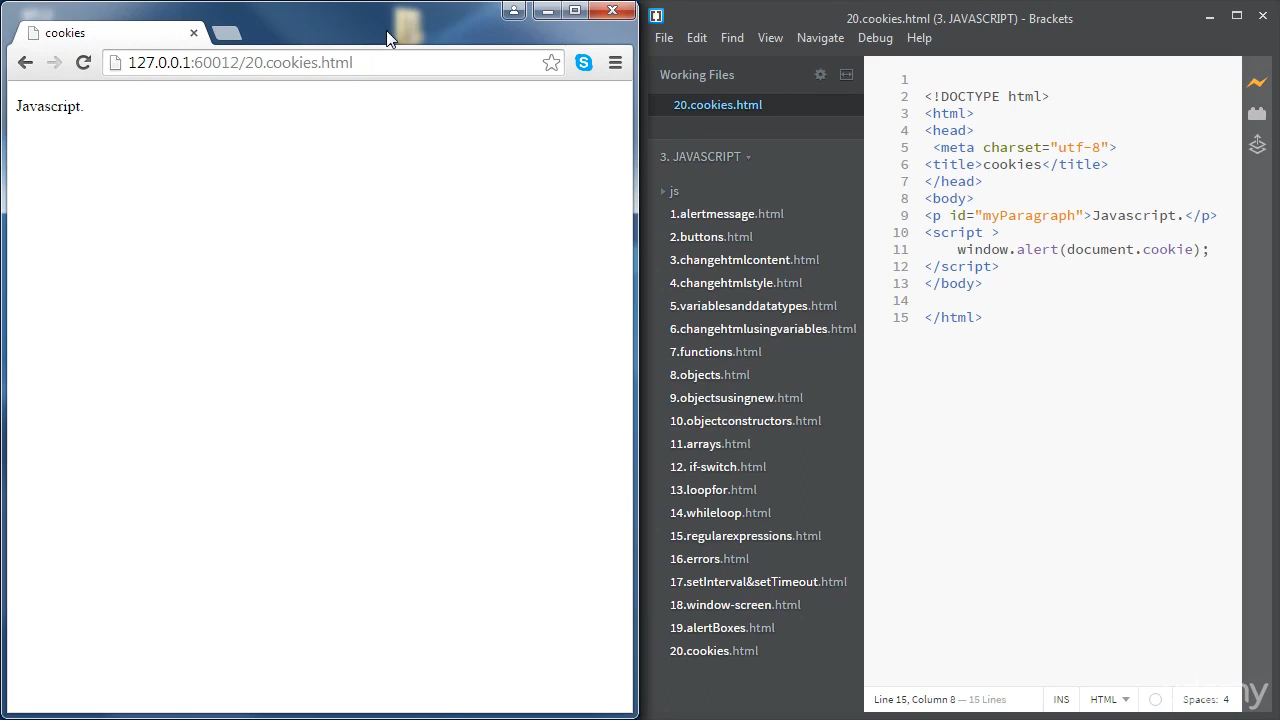 cookies
127.0.0.1:60012/20.cookies.html
Javascript.
20.cookies.html (3. JAVASCRIPT) - Brackets
File Edit Find View Navigate Debug Help
Working Files
20.cookies.html
3. JAVASCRIPT
js
1.alertmessage.html
2.buttons.html
3.changehtmlcontent.html
4.changehtmlstyle.html
5.variablesanddatatypes.html
6.changehtmlusingvariables.html
7.functions.html
8.objects.html
9.objectsusingnew.html
10.objectconstructors.html
11.arrays.html
12. if-switch.html
13.loopfor.html
14.whileloop.html
15.regularexpressions.html
16.errors.html
17.setInterval&setTimeout.html
18.window-screen.html
19.alertBoxes.html
20.cookies.html
1
2 <!DOCTYPE html>
3 <html>
4 <head>
5 <meta charset="utf-8">
6 <title>cookies</title>
7 </head>
8 <body>
9 <p id="myParagraph">Javascript.</p>
10 <script >
11 window.alert(document.cookie);
12 </script>
13 </body>
14
15 </html>
Line 15, Column 8 — 15 Lines
INS HTML Spaces: 4